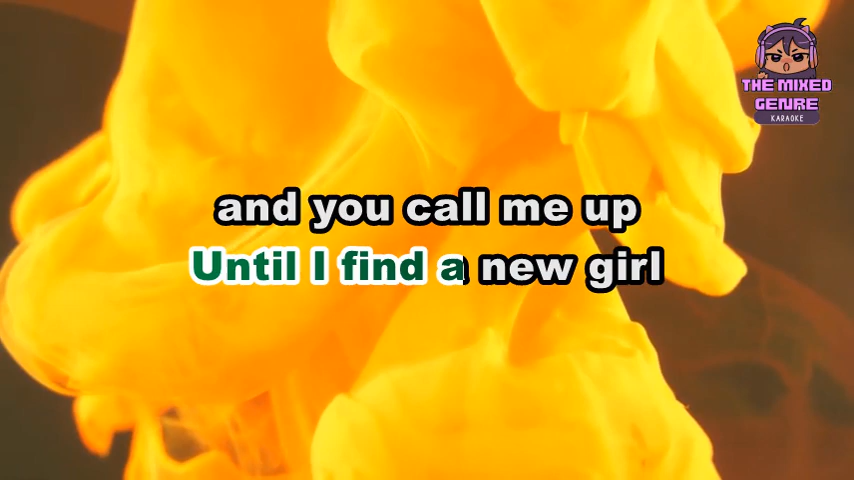 THE MIXED
GENRE
KARAOKE
and you call me up
Until I find a new girl